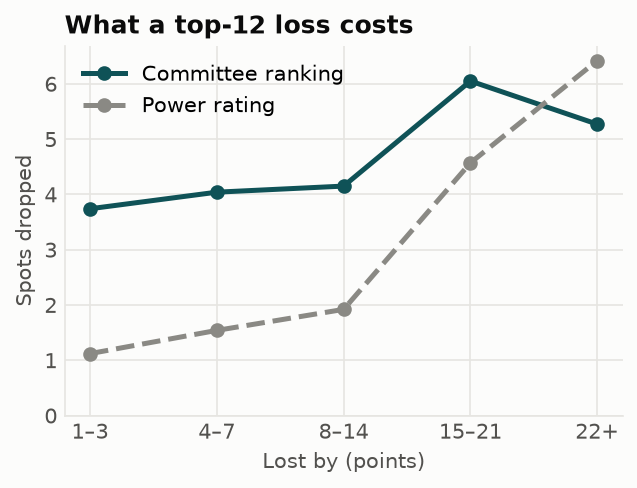 What a top-12 loss costs
Committee ranking
Power rating
Spots dropped
6
5
4
3
2
1
0
1–3 4–7 8–14 15–21 22+
Lost by (points)